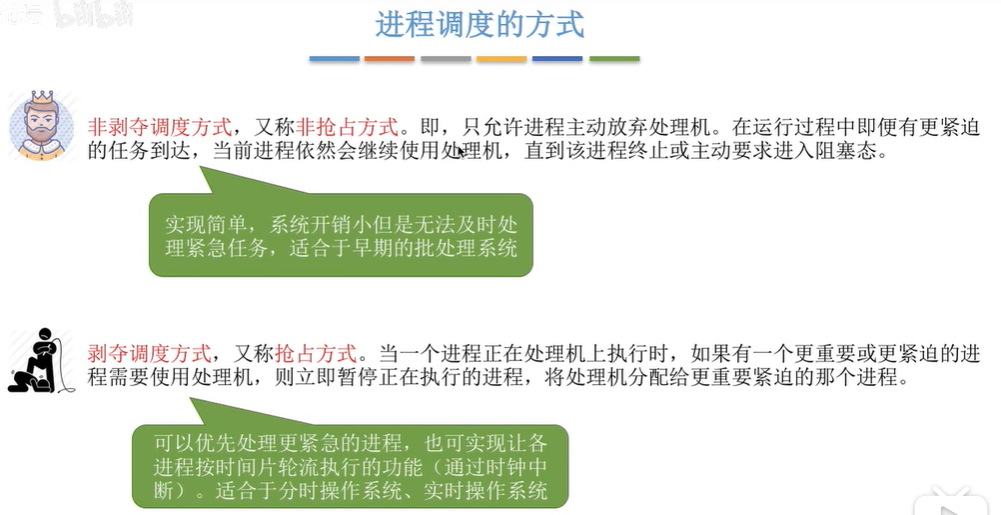 bilibili
进程调度的方式
非剥夺调度方式，又称非抢占方式。即，只允许进程主动放弃处理机。在运行过程中即便有更紧迫
的任务到达，当前进程依然会继续使用处理机，直到该进程终止或主动要求进入阻塞态。
实现简单，系统开销小但是无法及时处
理紧急任务，适合于早期的批处理系统
剥夺调度方式，又称抢占方式。当一个进程正在处理机上执行时，如果有一个更重要或更紧迫的进
程需要使用处理机，则立即暂停正在执行的进程，将处理机分配给更重要紧迫的那个进程。
可以优先处理更紧急的进程，也可实现让各
进程按时间片轮流执行的功能（通过时钟中
断）。适合于分时操作系统、实时操作系统